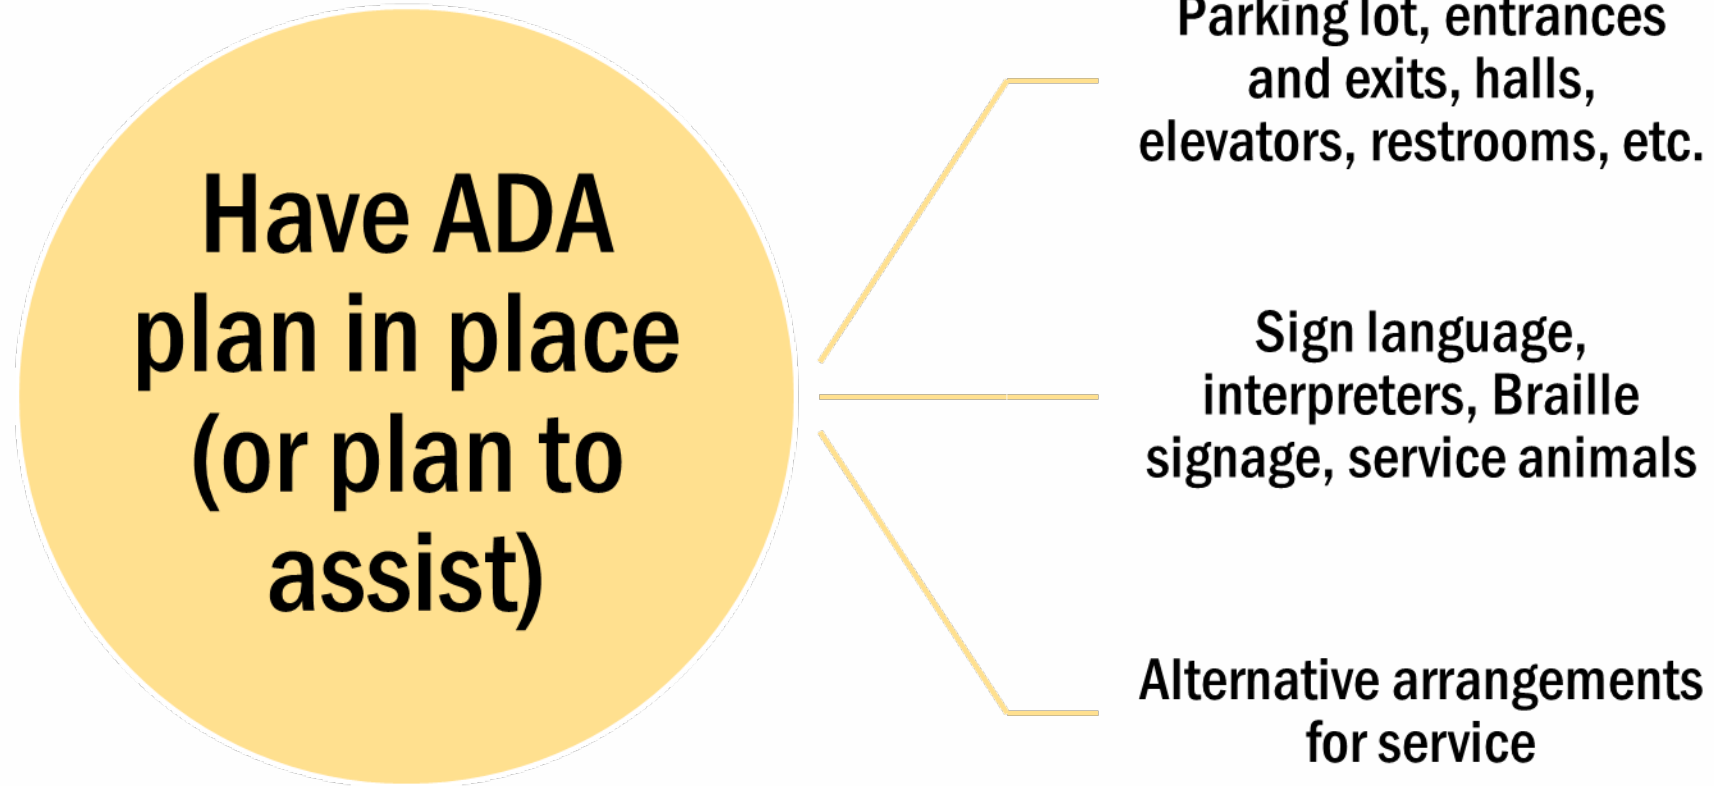 Have ADA
plan in place
(or plan to
assist)
Parking lot, entrances
and exits, halls,
elevators, restrooms, etc.
Sign language,
interpreters, Braille
signage, service animals
Alternative arrangements
for service